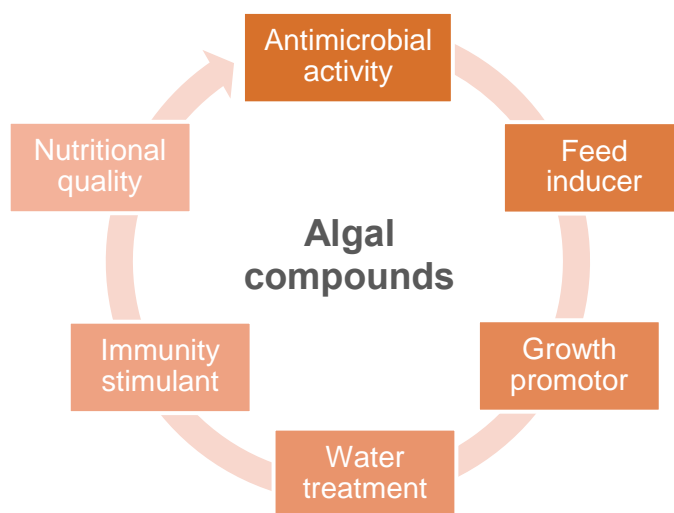 Antimicrobial
activity
Feed
inducer
Growth
promotor
Water
treatment
Immunity
stimulant
Nutritional
quality
Algal
compounds